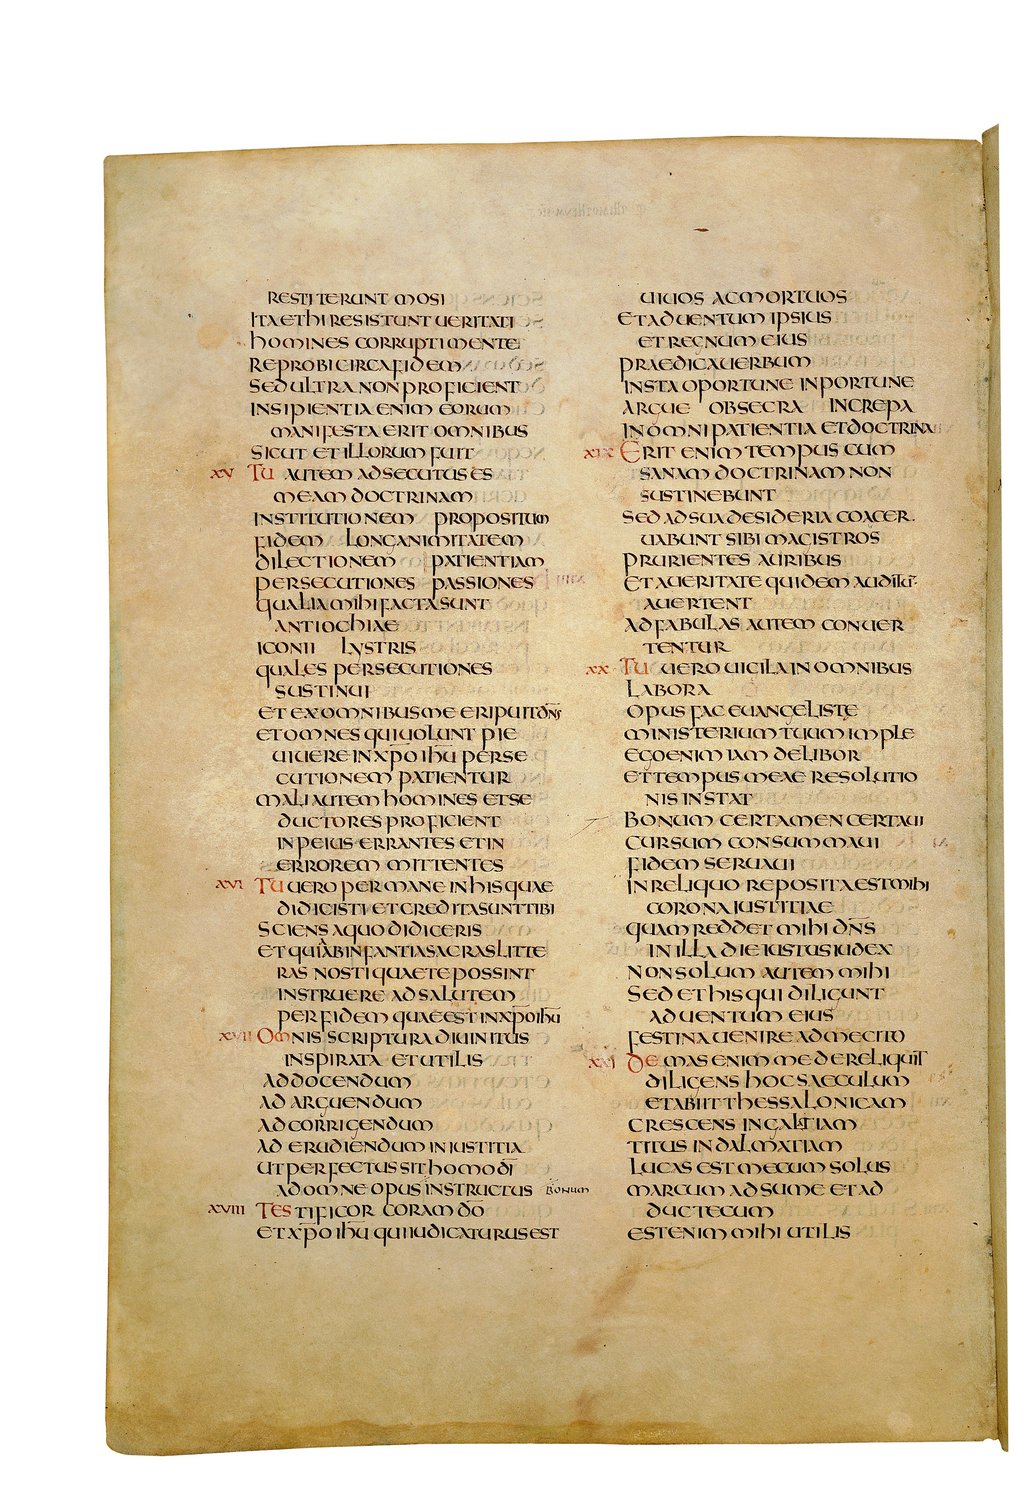 RESTITERUNT MOSI
ITA ET HI RESISTUNT UERITATI
HOMINES CORRUPTI MENTE
REPROBI CIRCA FIDEM
SED ULTRA NON PROFICIENT
INSIPIENTIA ENIM EORUM
MANIFESTA ERIT OMNIBUS
SICUT ET ILLORUM FUIT
XV TU AUTEM ADSECUTUS ES
MEAM DOCTRINAM
INSTITUTIONEM PROPOSITUM
FIDEM LONGANIMITATEM
DILECTIONEM PATIENTIAM
PERSECUTIONES PASSIONES
QUALIA MIHI FACTA SUNT
ANTIOCHIAE
ICONII LYSTRIS
QUALES PERSECUTIONES
SUSTINUI
ET EX OMNIBUS ME ERIPUIT DN̅S
ET OMNES QUI UOLUNT PIE
UIUERE IN XP̅O IHU̅ PERSE
CUTIONEM PATIENTUR
MALI AUTEM HOMINES ET SE
DUCTORES PROFICIENT
IN PEIUS ERRANTES ET IN
ERROREM MITTENTES
XVI TU UERO PERMANE IN HIS QUAE
DIDICISTI ET CREDITA SUNT TIBI
SCIENS A QUO DIDICERIS
ET QUIA AB INFANTIA SACRAS LITTE
RAS NOSTI QUAE TE POSSINT
INSTRUERE AD SALUTEM
PER FIDEM QUAE EST IN XP̅O IHU̅
XVII OMNIS SCRIPTURA DIUINITUS
INSPIRATA ET UTILIS
AD DOCENDUM
AD ARGUENDUM
AD CORRIGENDUM
AD ERUDIENDUM IN IUSTITIA
UT PERFECTUS SIT HOMO DI̅
AD OMNE OPUS INSTRUCTUS BONUM
XVIII TESTIFICOR CORAM DO̅
ET XP̅O IHU̅ QUI IUDICATURUS EST
UIUOS AC MORTUOS
ET ADUENTUM IPSIUS
ET REGNUM EIUS
PRAEDICA UERBUM
INSTA OPORTUNE INPORTUNE
ARGUE OBSECRA INCREPA
IN OMNI PATIENTIA ET DOCTRINA
XIX ERIT ENIM TEMPUS CUM
SANAM DOCTRINAM NON
SUSTINEBUNT
SED AD SUA DESIDERIA COACER
UABUNT SIBI MAGISTROS
PRURIENTES AURIBUS
ET A UERITATE QUIDEM AUDITU̅
AUERTENT
AD FABULAS AUTEM CONUER
TENTUR
XX TU UERO UIGILA IN OMNIBUS
LABORA
OPUS FAC EUANGELISTE
MINISTERIUM TUUM IMPLE
EGO ENIM IAM DELIBOR
ET TEMPUS MEAE RESOLUTIO
NIS INSTAT
BONUM CERTAMEN CERTAUI
CURSUM CONSUMMAUI
FIDEM SERUAUI
IN RELIQUO REPOSITA EST MIHI
CORONA IUSTITIAE
QUAM REDDET MIHI DN̅S
IN ILLA DIE IUSTUS IUDEX
NON SOLUM AUTEM MIHI
SED ET HIS QUI DILIGUNT
ADUENTUM EIUS
FESTINA UENIRE AD ME CITO
XXI DEMAS ENIM ME DERELIQUIT
DILIGENS HOC SAECULUM
ET ABIIT THESSALONICAM
CRESCENS IN GALATIAM
TITUS IN DALMATIAM
LUCAS EST MECUM SOLUS
MARCUM ADSUME ET AD
DUC TECUM
EST ENIM MIHI UTILIS